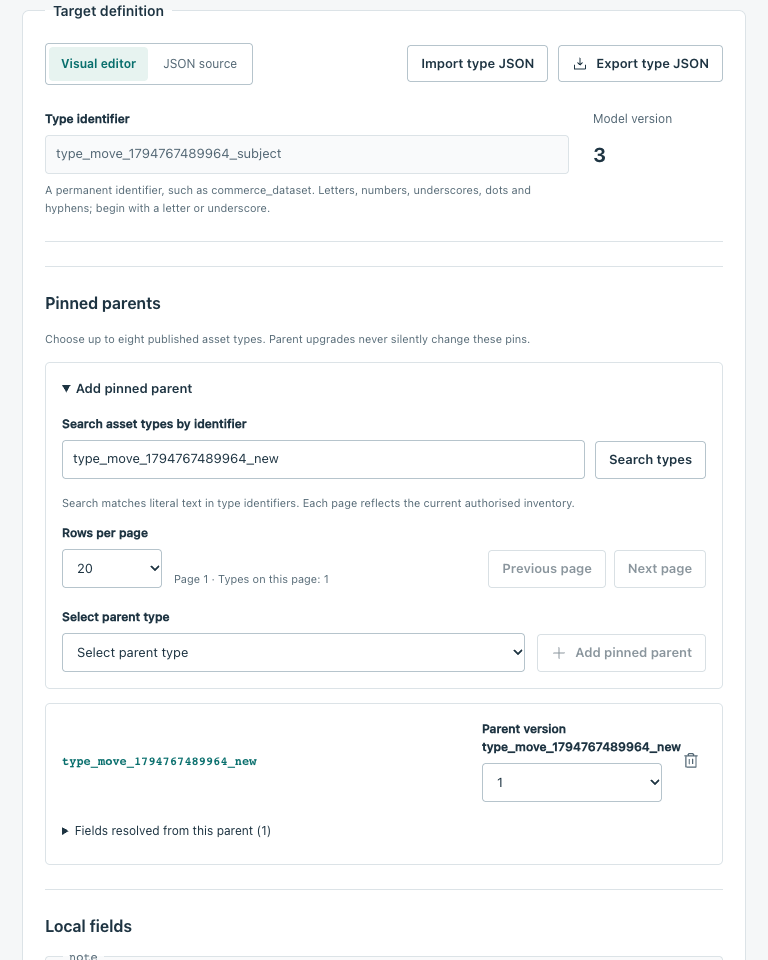 Target definition
Visual editor
JSON source
Import type JSON
Export type JSON
Type identifier
Model version
type_move_1794767489964_subject
3
A permanent identifier, such as commerce_dataset. Letters, numbers, underscores, dots and
hyphens; begin with a letter or underscore.
Pinned parents
Choose up to eight published asset types. Parent upgrades never silently change these pins.
Add pinned parent
Search asset types by identifier
type_move_1794767489964_new
Search types
Search matches literal text in type identifiers. Each page reflects the current authorised inventory.
Rows per page
20
Page 1 · Types on this page: 1
Previous page
Next page
Select parent type
Select parent type
Add pinned parent
Parent version
type_move_1794767489964_new
type_move_1794767489964_new
1
Fields resolved from this parent (1)
Local fields
note